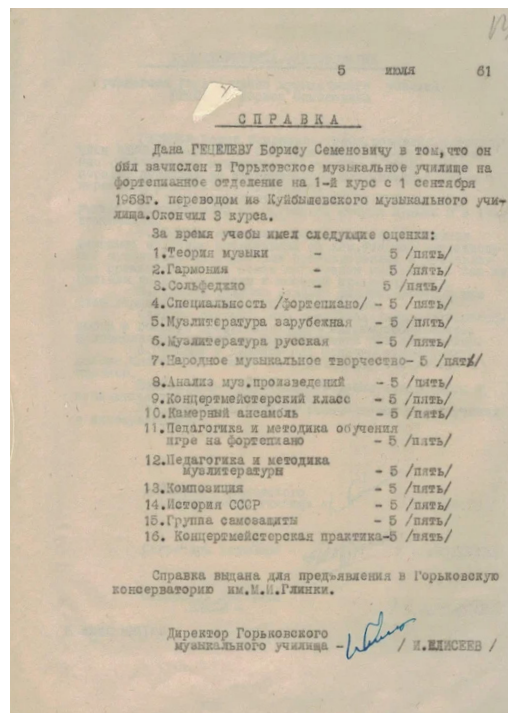 5 июля 61
СПРАВКА
Дана ГЕЦЕЛЕВУ Борису Семеновичу в том, что он
был зачислен в Горьковское музыкальное училище на
фортепианное отделение на 1-й курс с 1 сентября
1958г. переводом из Куйбышевского музыкального учи-
лища. Окончил 3 курса.
За время учебы имел следующие оценки:
1. Теория музыки - 5 /пять/
2. Гармония - 5 /пять/
3. Сольфеджио - 5 /пять/
4. Специальность /фортепиано/ - 5 /пять/
5. Музлитература зарубежная - 5 /пять/
6. Музлитература русская - 5 /пять/
7. Народное музыкальное творчество- 5 /пять/
8. Анализ муз.произведений - 5 /пять/
9. Концертмейстерский класс - 5 /пять/
10. Камерный ансамбль - 5 /пять/
11. Педагогика и методика обучения
игре на фортепиано - 5 /пять/
12. Педагогика и методика
музлитературы - 5 /пять/
13. Композиция - 5 /пять/
14. История СССР - 5 /пять/
15. Группа самозащиты - 5 /пять/
16. Концертмейстерская практика-5 /пять/
Справка выдана для предъявления в Горьковскую
консерваторию им.М.И.Глинки.
Директор Горьковского
музыкального училища - / И.ЕЛИСЕЕВ /